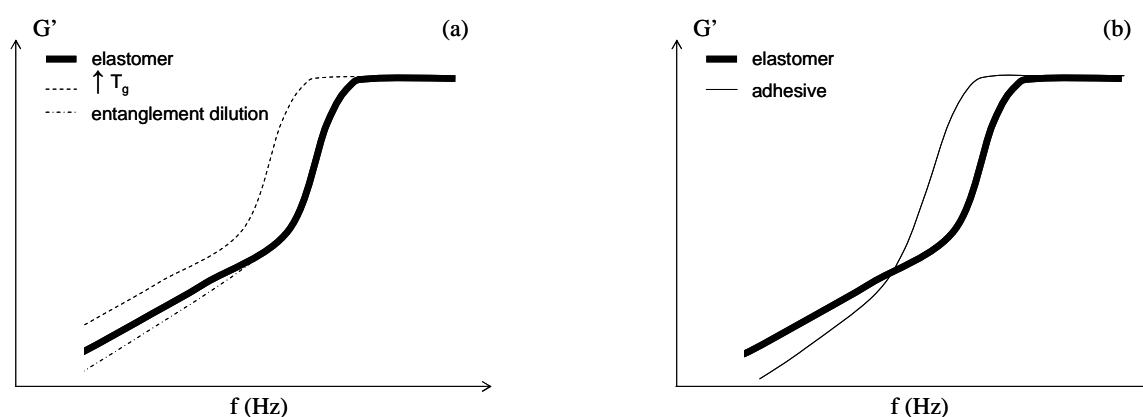 G’ (a)
elastomer
↑ Tg
entanglement dilution
f (Hz)
G’ (b)
elastomer
adhesive
f (Hz)